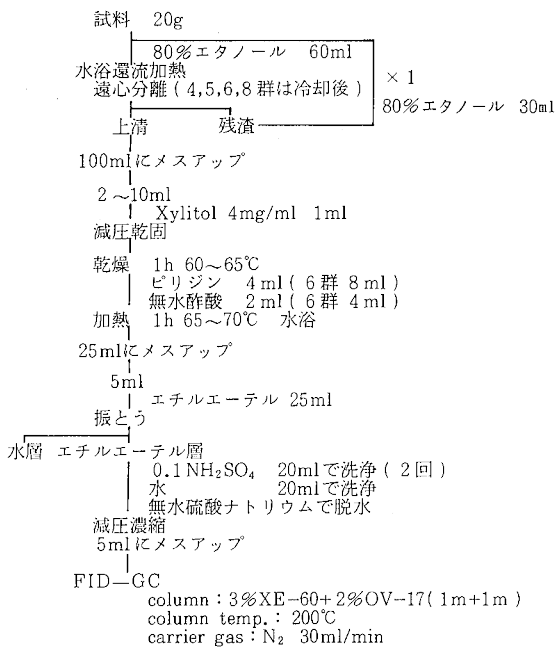 試料 20g
80%エタノール 60ml
水浴還流加熱
遠心分離(4,5,6,8群は冷却後)
×1
80%エタノール 30ml
上清 残渣
100mlにメスアップ
2~10ml
Xylitol 4mg/ml 1ml
減圧乾固
乾燥 1h 60~65℃
ピリジン 4ml(6群 8ml)
無水酢酸 2ml(6群 4ml)
加熱 1h 65~70℃ 水浴
25mlにメスアップ
5ml
エチルエーテル 25ml
振とう
水層 エチルエーテル層
0.1NH₂SO₄ 20mlで洗浄(2回)
水 20mlで洗浄
無水硫酸ナトリウムで脱水
減圧濃縮
5mlにメスアップ
FID-GC
column:3%XE-60+2%OV-17(1m+1m)
column temp.:200℃
carrier gas:N₂ 30ml/min